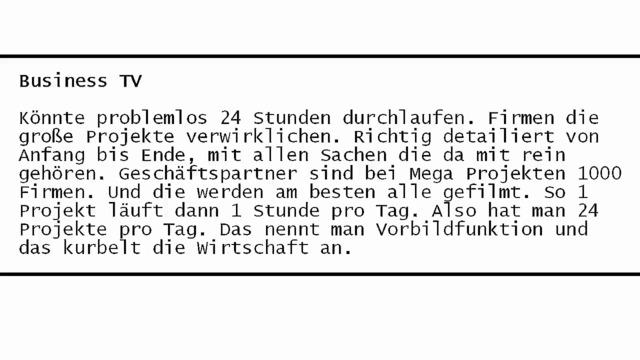 Business TV
Könnte problemlos 24 Stunden durchlaufen. Firmen die
große Projekte verwirklichen. Richtig detailiert von
Anfang bis Ende, mit allen Sachen die da mit rein
gehören. Geschäftspartner sind bei Mega Projekten 1000
Firmen. Und die werden am besten alle gefilmt. So 1
Projekt läuft dann 1 Stunde pro Tag. Also hat man 24
Projekte pro Tag. Das nennt man Vorbildfunktion und
das kurbelt die Wirtschaft an.